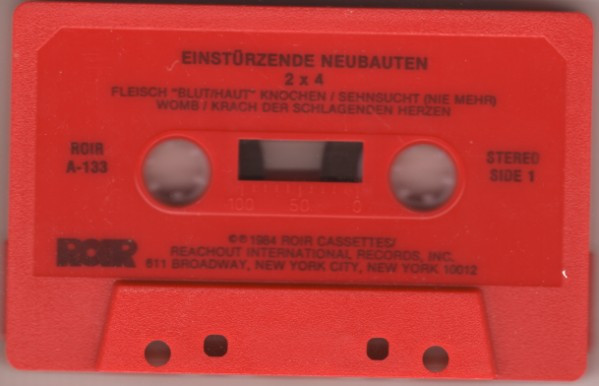 EINSTÜRZENDE NEUBAUTEN
2 x 4
FLEISCH "BLUT/HAUT" KNOCHEN / SEHNSUCHT (NIE MEHR)
WOMB / KRACH DER SCHLAGENDEN HERZEN
ROIR
A-133
STEREO
SIDE 1
100 50 0
©℗ 1984 ROIR CASSETTES/
REACHOUT INTERNATIONAL RECORDS, INC.
611 BROADWAY, NEW YORK CITY, NEW YORK 10012
ROIR